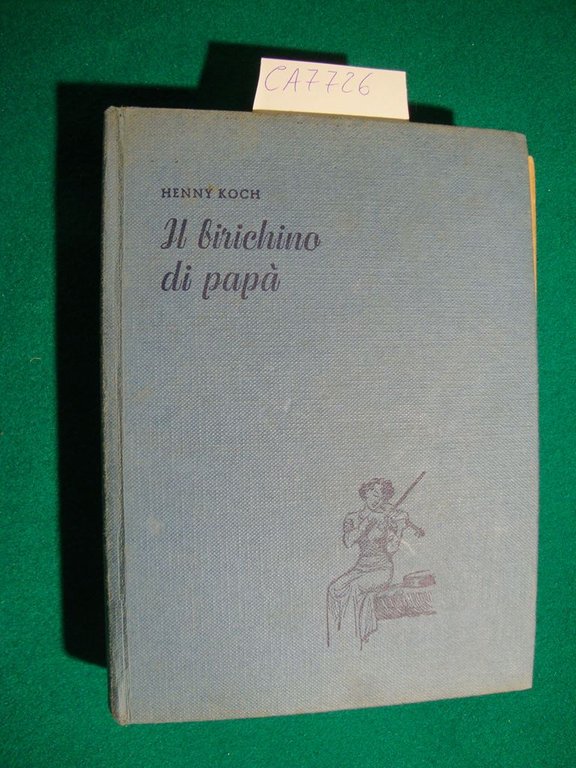 CA7726
HENNY KOCH
Il birichino
di papà